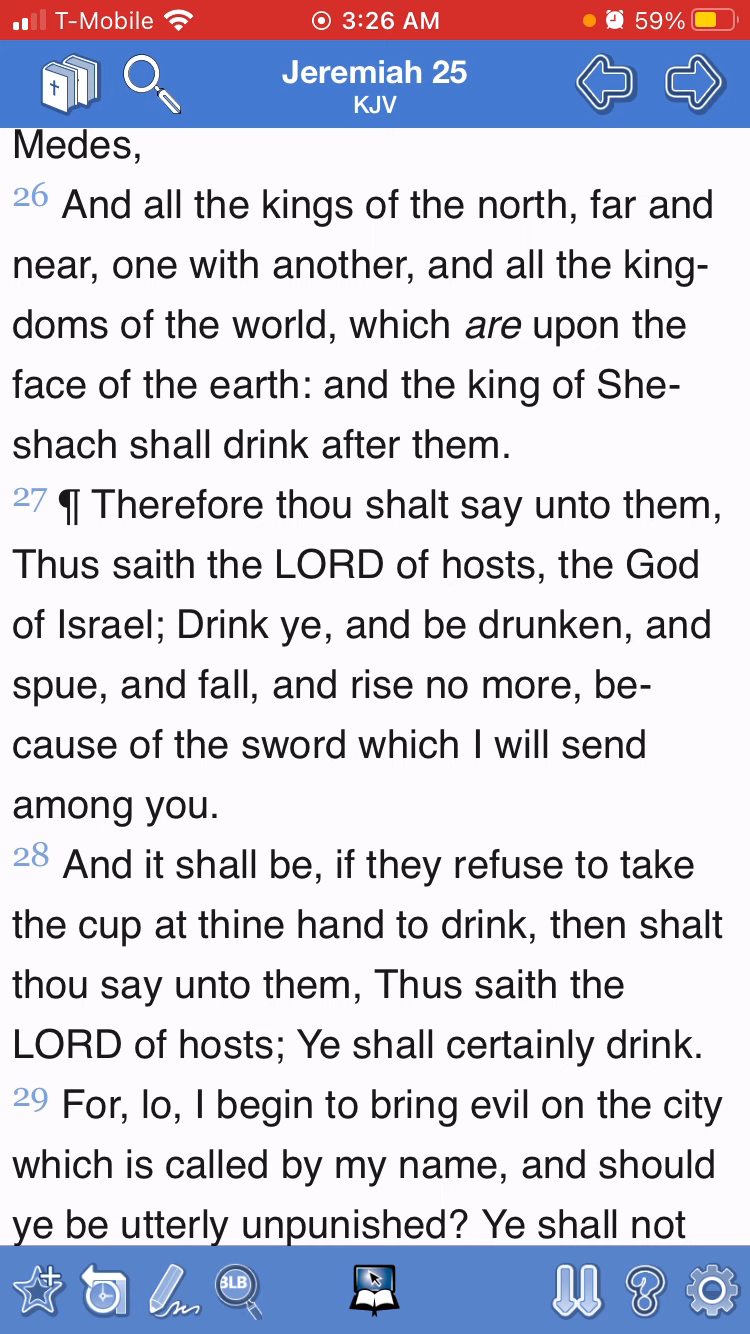 T-Mobile 3:26 AM 59%
Jeremiah 25
KJV
Medes,
26 And all the kings of the north, far and
near, one with another, and all the king-
doms of the world, which are upon the
face of the earth: and the king of She-
shach shall drink after them.
27 ¶ Therefore thou shalt say unto them,
Thus saith the LORD of hosts, the God
of Israel; Drink ye, and be drunken, and
spue, and fall, and rise no more, be-
cause of the sword which I will send
among you.
28 And it shall be, if they refuse to take
the cup at thine hand to drink, then shalt
thou say unto them, Thus saith the
LORD of hosts; Ye shall certainly drink.
29 For, lo, I begin to bring evil on the city
which is called by my name, and should
ye be utterly unpunished? Ye shall not
BLB